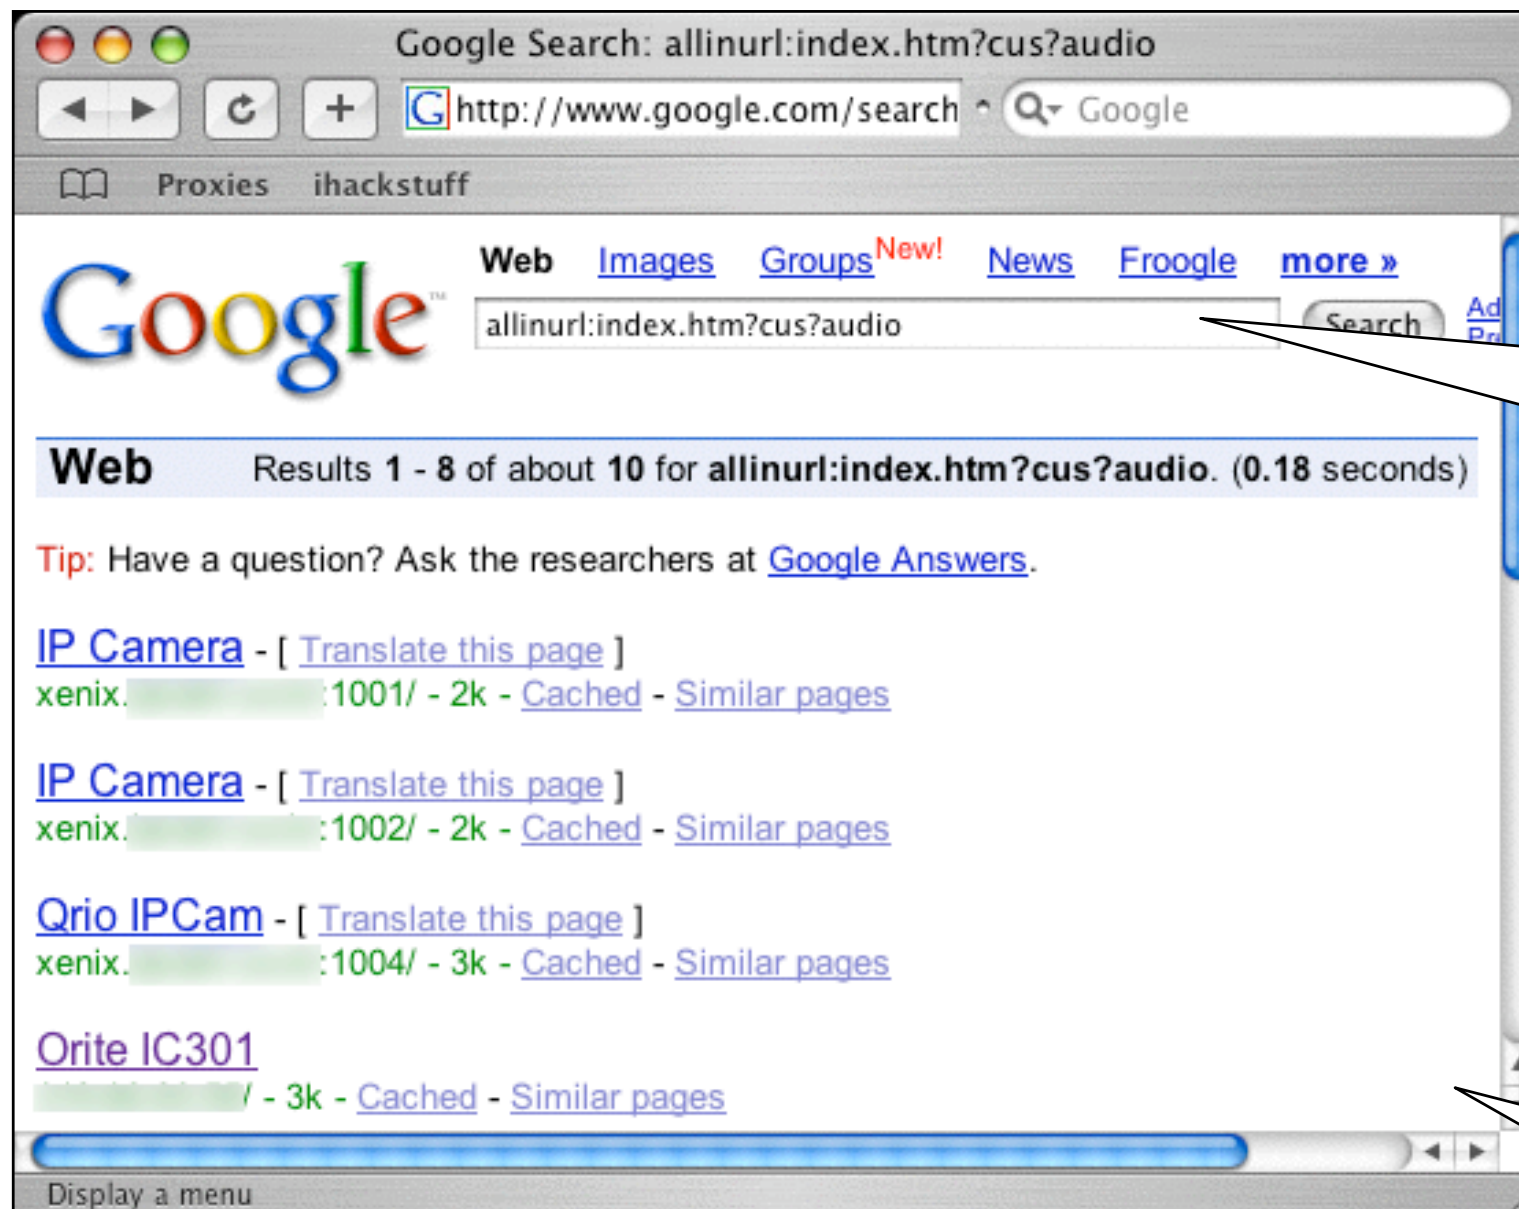 Google Search: allinurl:index.htm?cus?audio
http://www.google.com/search Google
Proxies ihackstuff
Google™ Web Images Groups New! News Froogle more »
allinurl:index.htm?cus?audio Search Ad
Web Results 1 - 8 of about 10 for allinurl:index.htm?cus?audio. (0.18 seconds)
Tip: Have a question? Ask the researchers at Google Answers.
IP Camera - [ Translate this page ]
xenix. :1001/ - 2k - Cached - Similar pages
IP Camera - [ Translate this page ]
xenix. :1002/ - 2k - Cached - Similar pages
Qrio IPCam - [ Translate this page ]
xenix. :1004/ - 3k - Cached - Similar pages
Orite IC301
/ - 3k - Cached - Similar pages
Display a menu